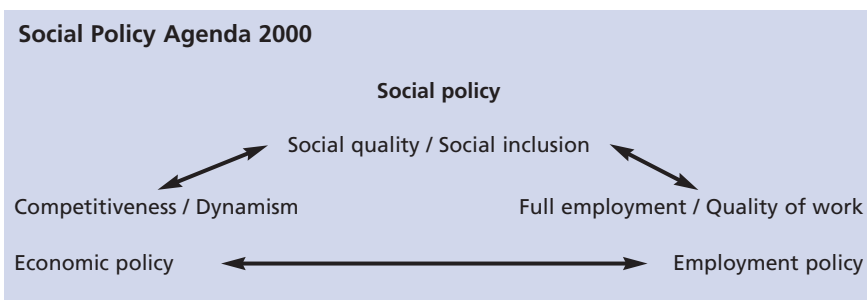 Social Policy Agenda 2000
Social policy
Social quality / Social inclusion
Competitiveness / Dynamism
Full employment / Quality of work
Economic policy
Employment policy